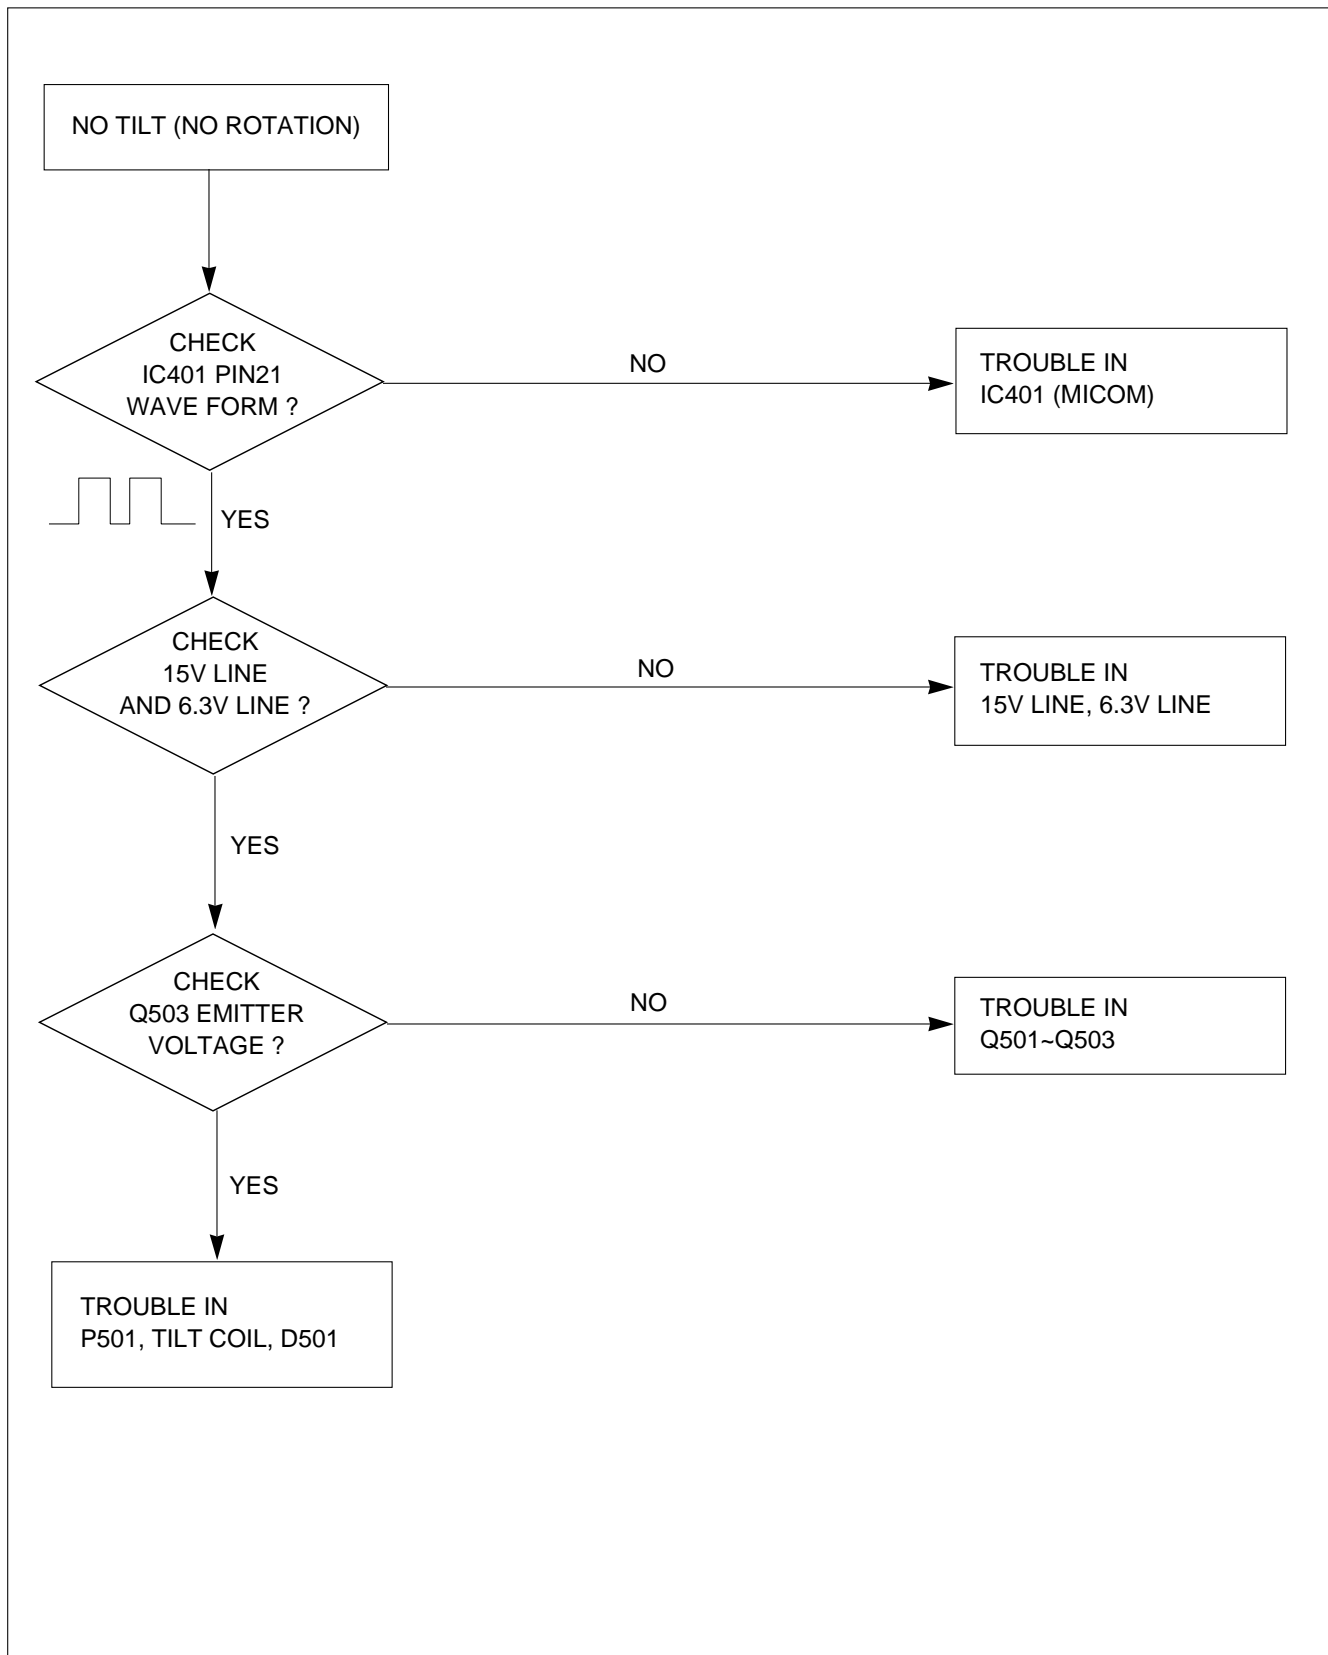 NO TILT (NO ROTATION)
CHECK
IC401 PIN21
WAVE FORM ?
NO
TROUBLE IN
IC401 (MICOM)
YES
CHECK
15V LINE
AND 6.3V LINE ?
NO
TROUBLE IN
15V LINE, 6.3V LINE
YES
CHECK
Q503 EMITTER
VOLTAGE ?
NO
TROUBLE IN
Q501~Q503
YES
TROUBLE IN
P501, TILT COIL, D501